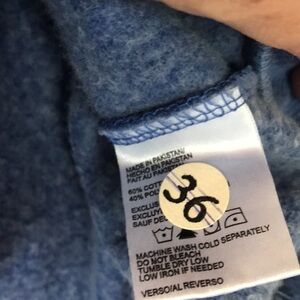 MADE IN PAKISTAN/
HECHO EN PAKISTAN
FAIT AU PAKISTAN
60% COTT
40% POL
36
EXCLUS
EXCLUY
SAUF DE
MACHINE WASH COLD SEPARATELY
DO NOT BLEACH
TUMBLE DRY LOW
LOW IRON IF NEEDED
VERSO/AL REVERSO